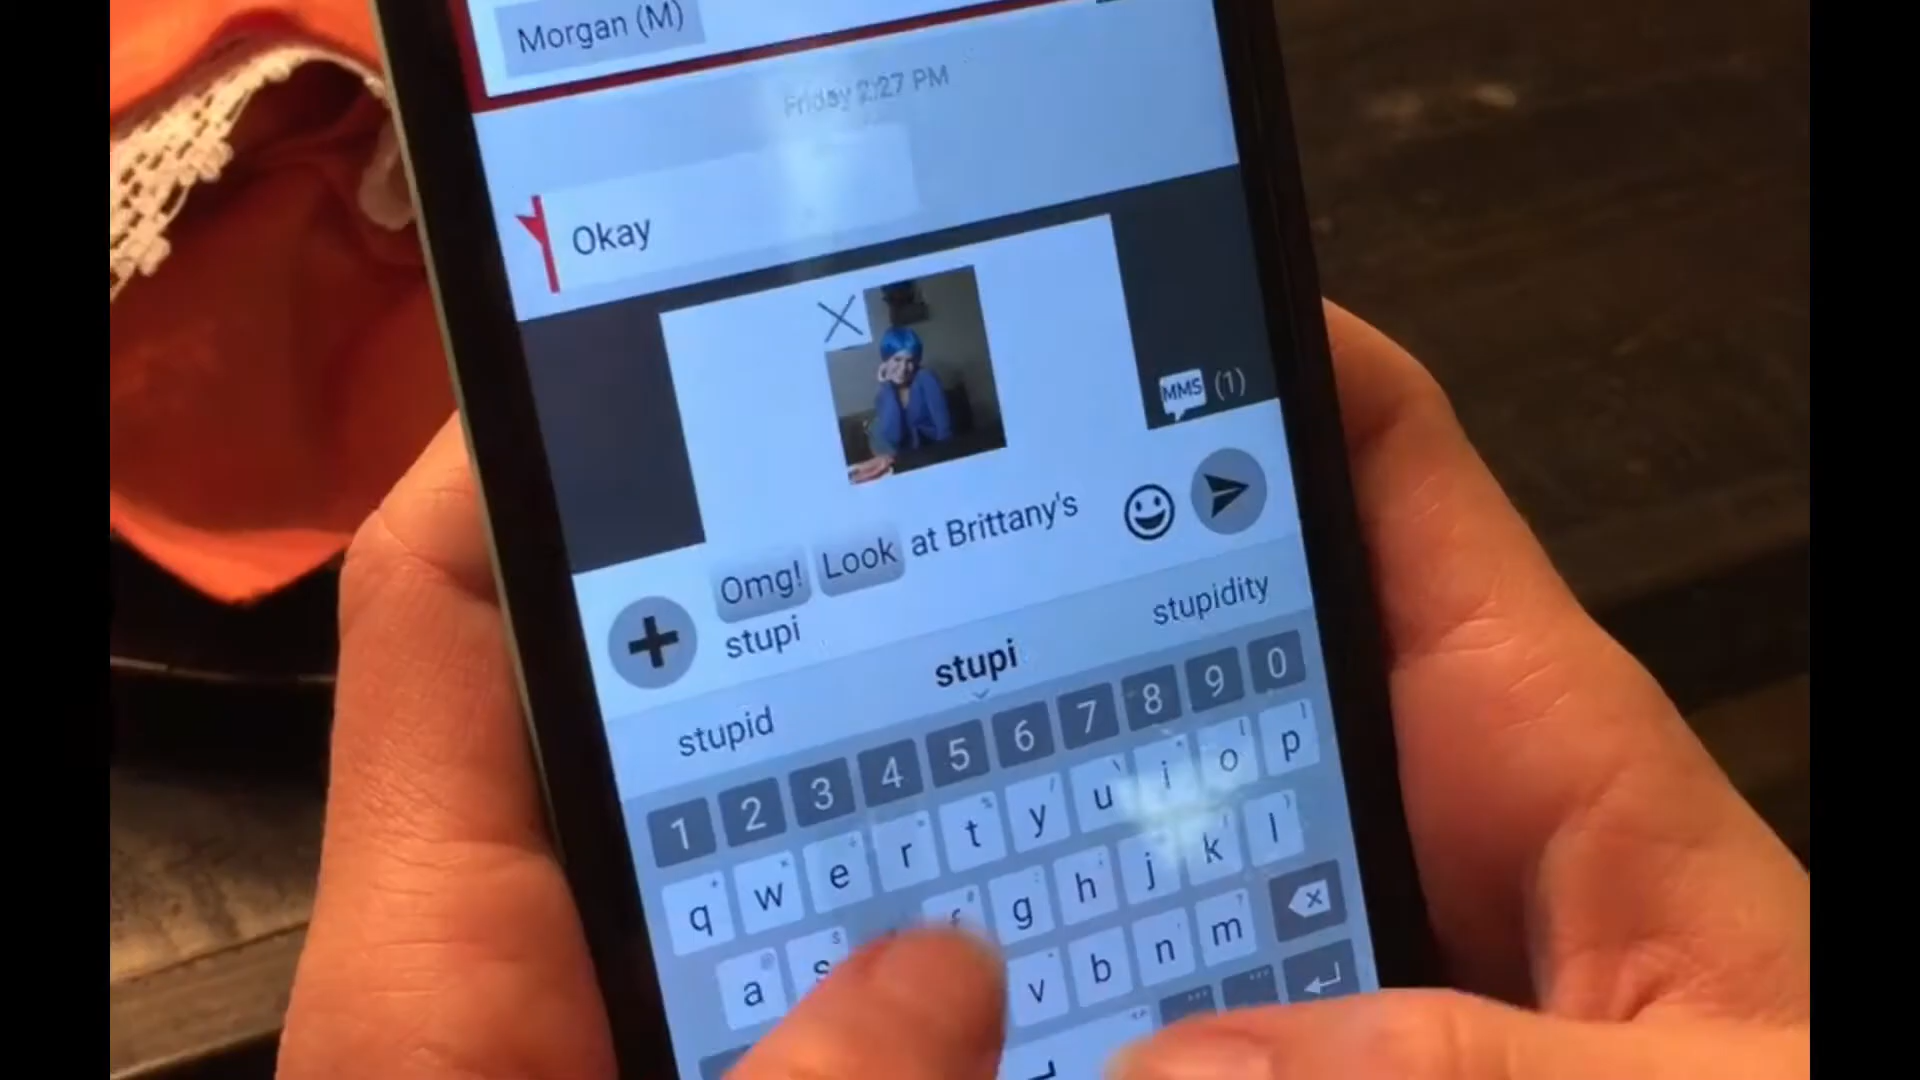 Morgan (M)
Friday 2:27 PM
Okay
MMS (1)
Omg! Look at Brittany's
stupi
stupid stupi stupidity
1 2 3 4 5 6 7 8 9 0
q w e r t y u i o p
a s f g h j k l
v b n m